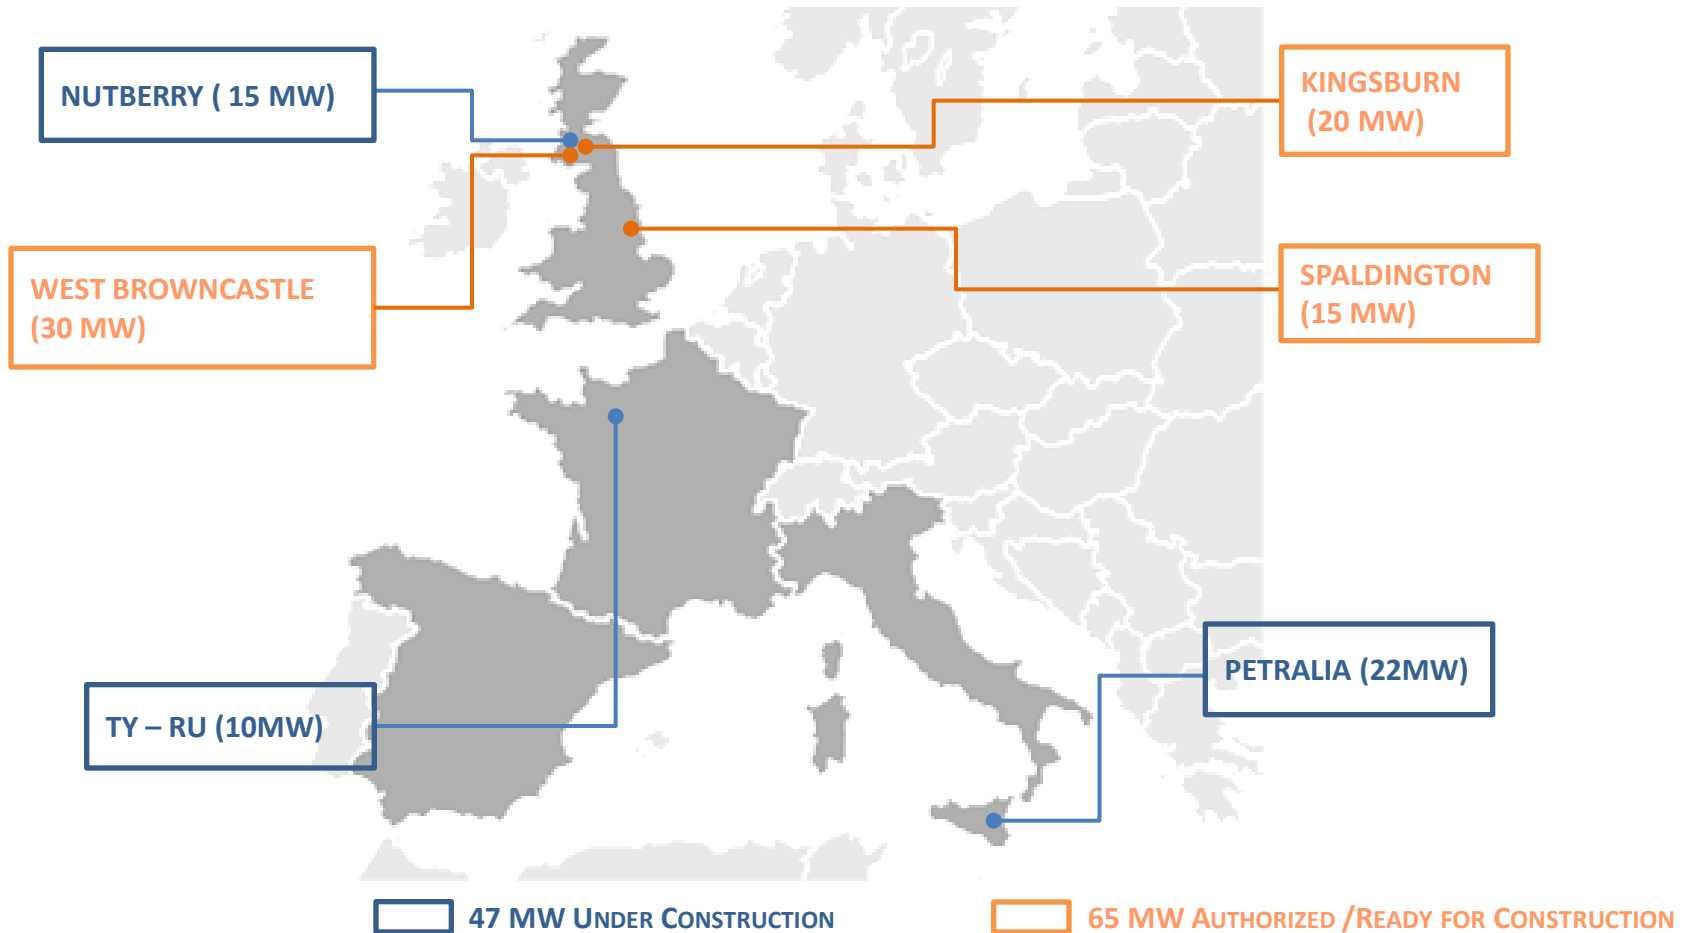 NUTBERRY ( 15 MW)
KINGSBURN
(20 MW)
WEST BROWNCASTLE
(30 MW)
SPALDINGTON
(15 MW)
TY – RU (10MW)
PETRALIA (22MW)
47 MW UNDER CONSTRUCTION
65 MW AUTHORIZED /READY FOR CONSTRUCTION